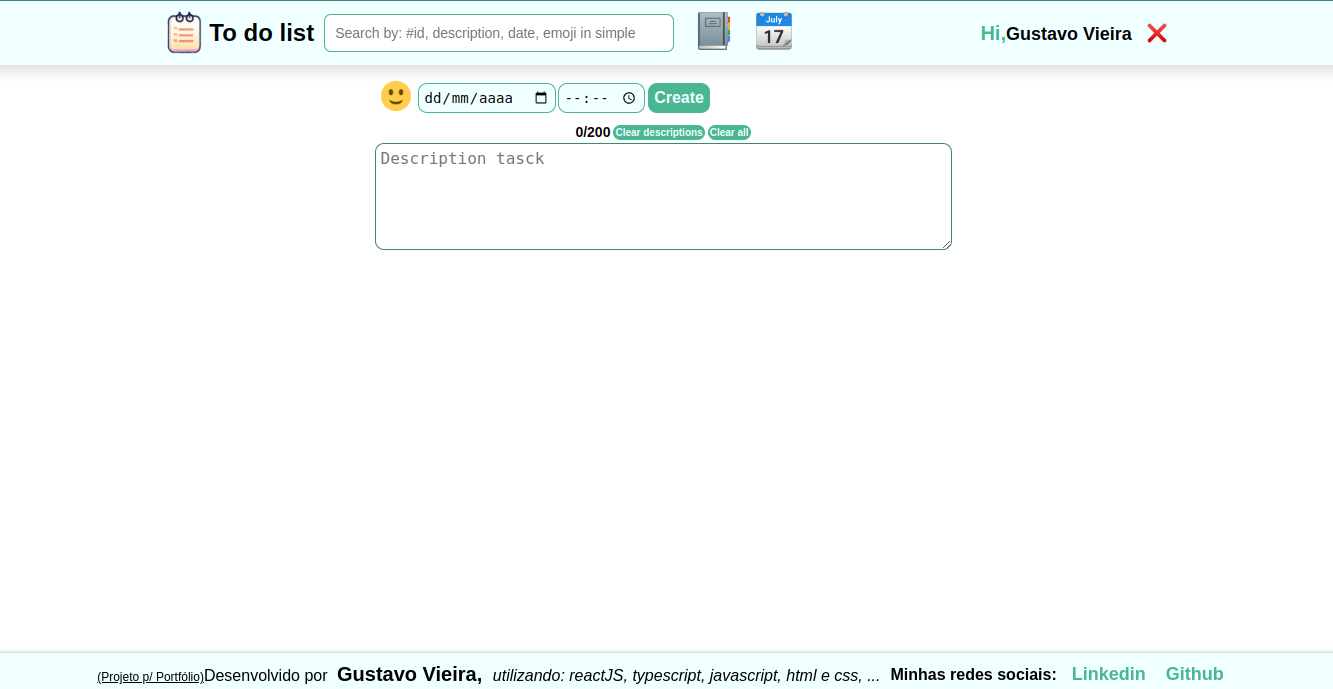 To do list Search by: #id, description, date, emoji in simple July 17 Hi,Gustavo Vieira
dd/mm/aaaa --:-- Create
0/200 Clear descriptions Clear all
Description tasck
(Projeto p/ Portfólio)Desenvolvido por Gustavo Vieira, utilizando: reactJS, typescript, javascript, html e css, ... Minhas redes sociais: Linkedin Github